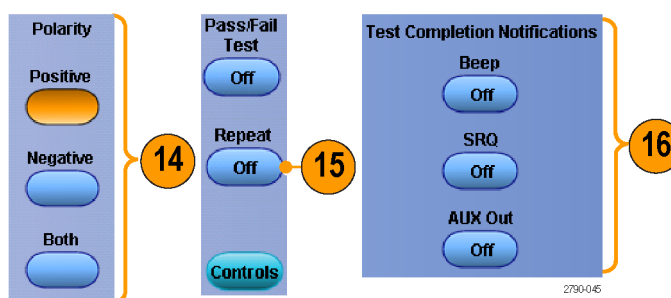 Polarity
Positive
Negative
Both
14
Pass/Fail
Test
Off
Repeat
Off
15
Controls
Test Completion Notifications
Beep
Off
SRQ
Off
AUX Out
Off
16
2790-045